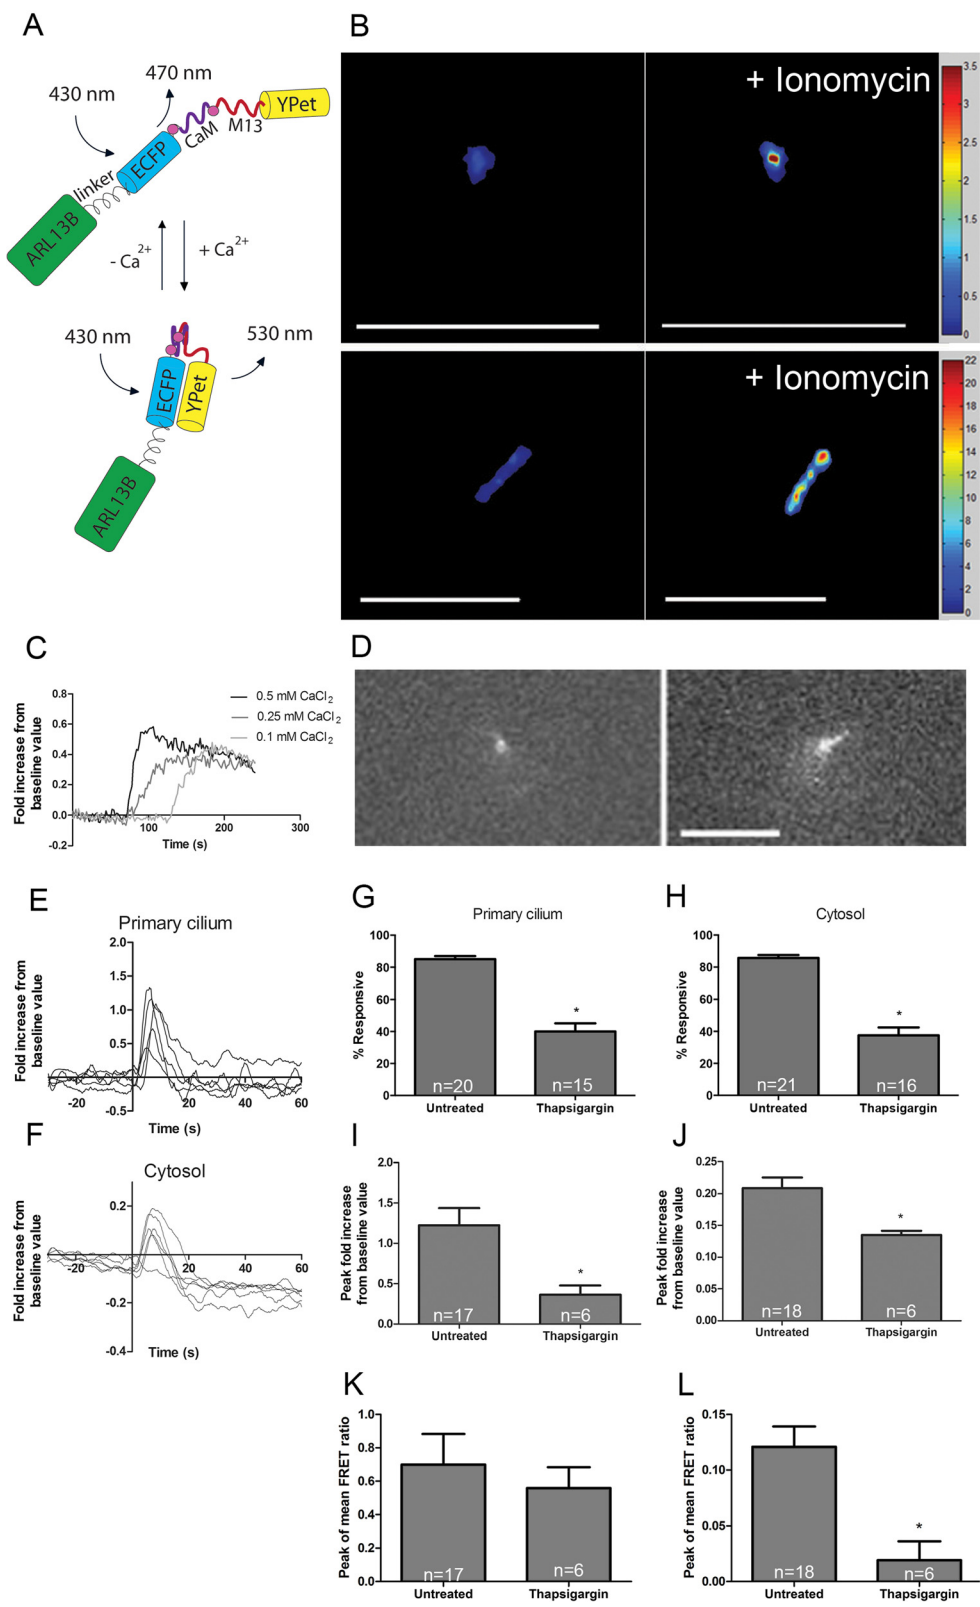 A
470 nm
430 nm
YPet
M13
CaM
ECFP
linker
ARL13B
- Ca2+
+ Ca2+
430 nm
530 nm
ECFP
YPet
ARL13B
B
+ Ionomycin
3.5
3
2.5
2
1.5
1
0.5
0
+ Ionomycin
22
20
18
16
14
12
10
8
6
4
2
0
C
Fold increase from
baseline value
0.8
0.6
0.4
0.2
0.0
-0.2
100
200
300
Time (s)
0.5 mM CaCl2
0.25 mM CaCl2
0.1 mM CaCl2
D
E
Primary cilium
Fold increase from
baseline value
2.0
1.5
1.0
0.5
-0.5
-20
20
40
60
Time (s)
F
Cytosol
Fold increase from
baseline value
0.2
-0.2
-0.4
-20
20
40
60
Time (s)
G
Primary cilium
% Responsive
100
80
60
40
20
0
*
n=20
n=15
Untreated
Thapsigargin
H
Cytosol
% Responsive
100
80
60
40
20
0
*
n=21
n=16
Untreated
Thapsigargin
I
Peak fold increase
from baseline value
2.0
1.5
1.0
0.5
0.0
*
n=17
n=6
Untreated
Thapsigargin
J
Peak fold increase
from baseline value
0.25
0.20
0.15
0.10
0.05
0.00
*
n=18
n=6
Untreated
Thapsigargin
K
Peak of mean FRET ratio
1.0
0.8
0.6
0.4
0.2
0.0
n=17
n=6
Untreated
Thapsigargin
L
Peak of mean FRET ratio
0.15
0.10
0.05
0.00
*
n=18
n=6
Untreated
Thapsigargin